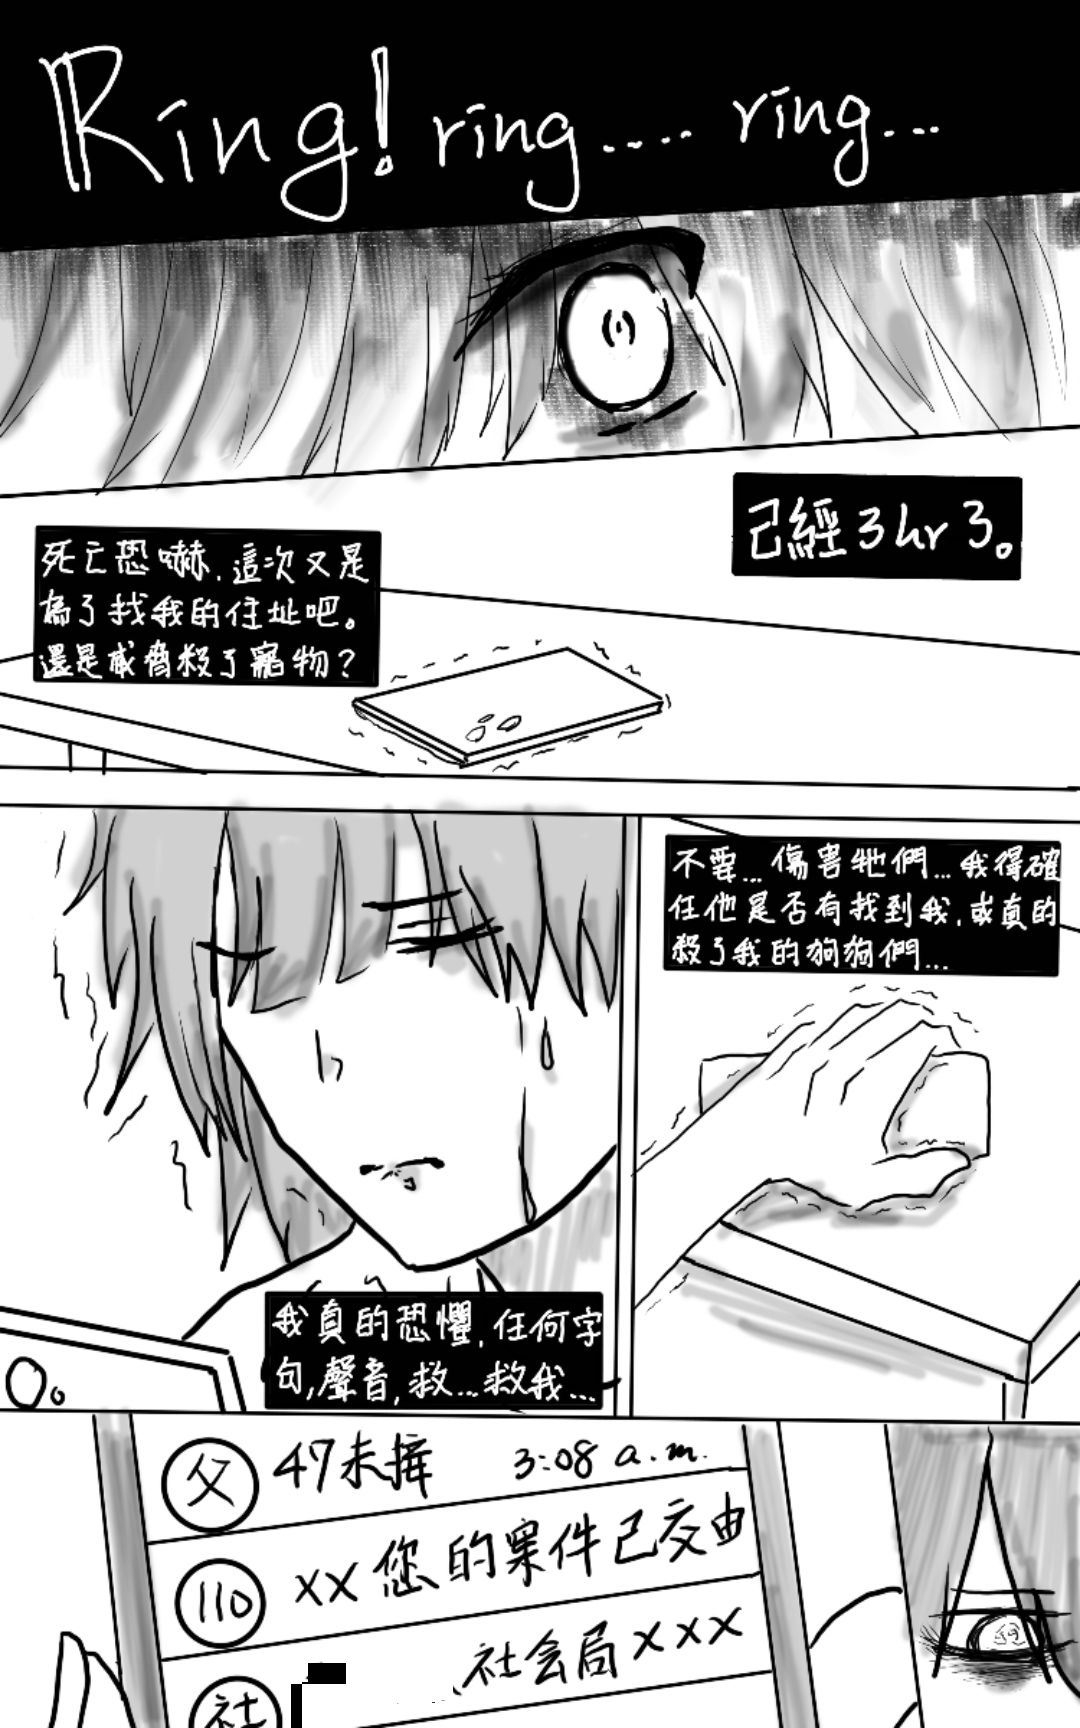 Ring! ring.... ring...
已經3hr3。
死亡恐嚇,這次又是
為了找我的住址吧。
還是威脅殺了寵物?
不要...傷害牠們...我得確
任他是否有找到我,或真的
殺了我的狗狗們...
我真的恐懼,任何字
句,聲音,救...救我...
父 47未接 3:08 a.m.
110 XX您的案件已交由
社 社会局XXX